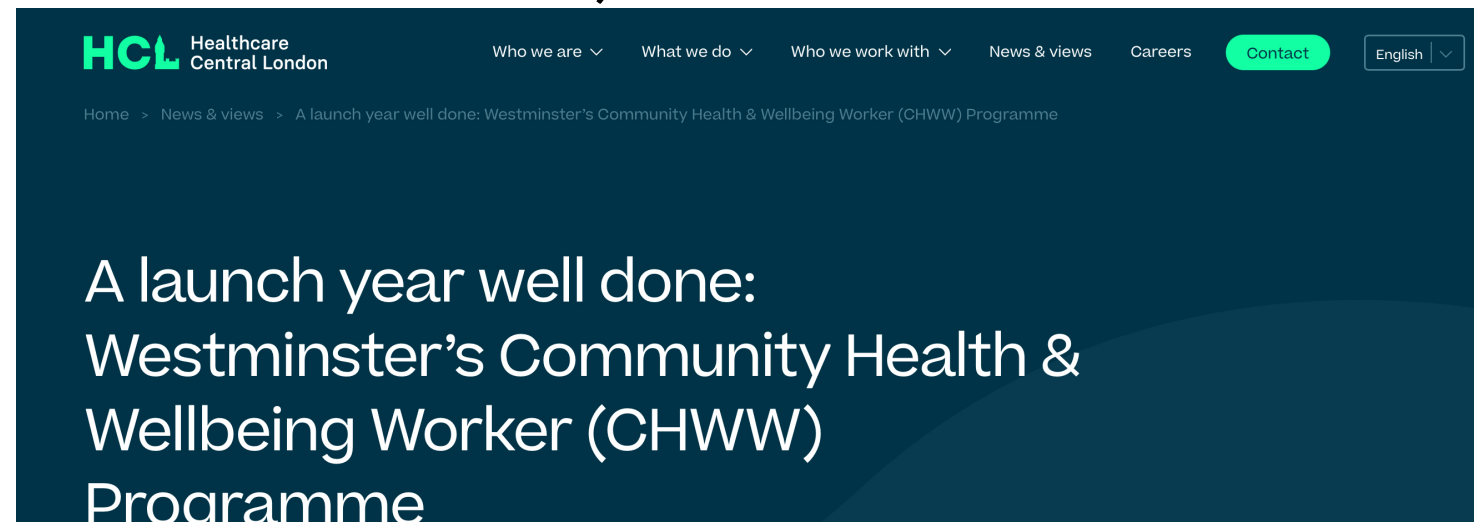 HCL Healthcare
Central London
Who we are
What we do
Who we work with
News & views
Careers
Contact
English
Home > News & views > A launch year well done: Westminster’s Community Health & Wellbeing Worker (CHWW) Programme
A launch year well done:
Westminster’s Community Health &
Wellbeing Worker (CHWW)
Programme